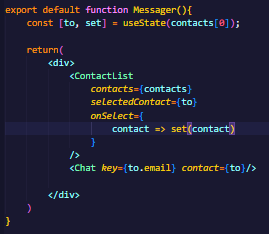 export default function Messager(){
const [to, set] = useState(contacts[0]);
return(
<div>
<ContactList
contacts={contacts}
selectedContact={to}
onSelect={
contact => set(contact)
}
/>
<Chat key={to.email} contact={to}/>
</div>
)
}